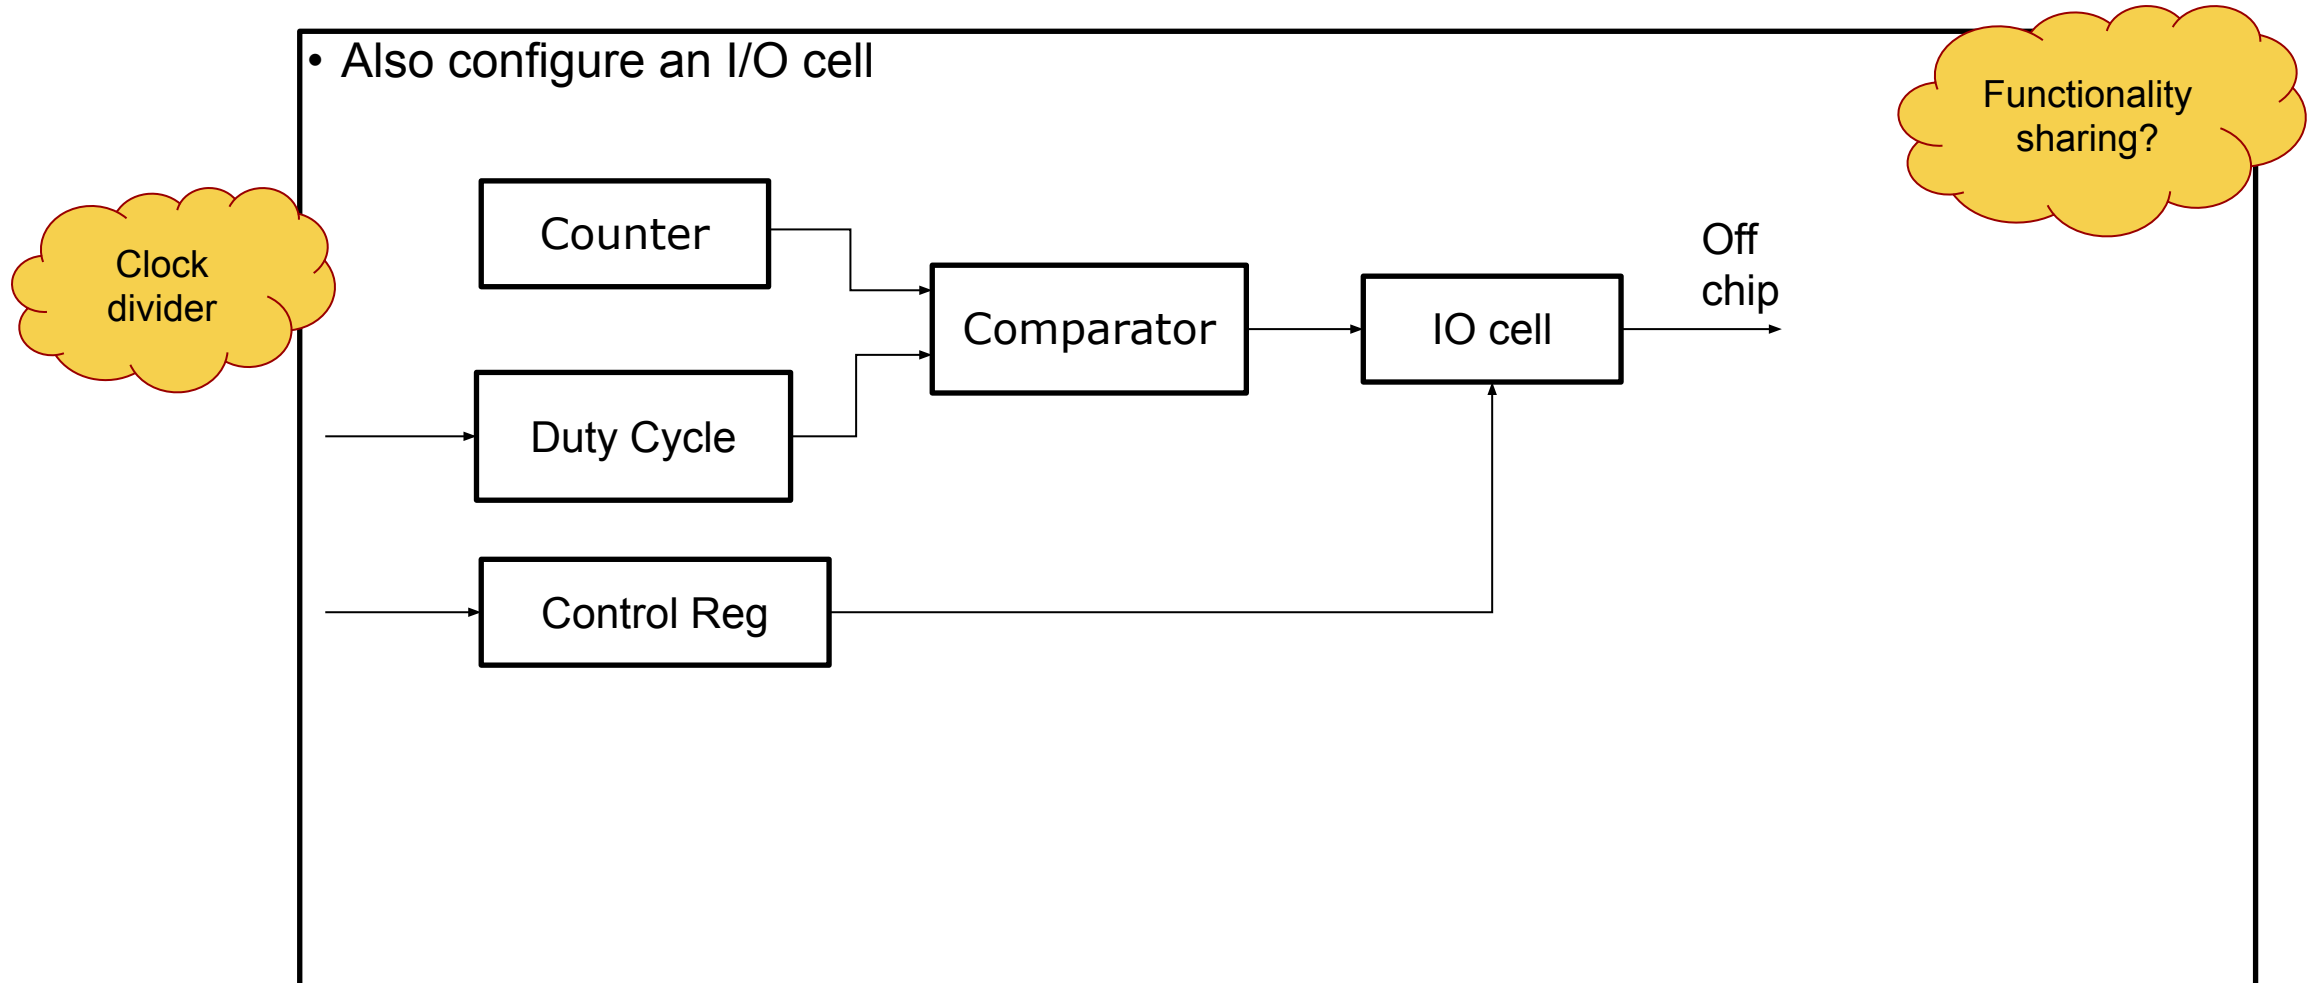 • Also configure an I/O cell
Functionality
sharing?
Counter
Clock
divider
Off
chip
Comparator
IO cell
Duty Cycle
Control Reg